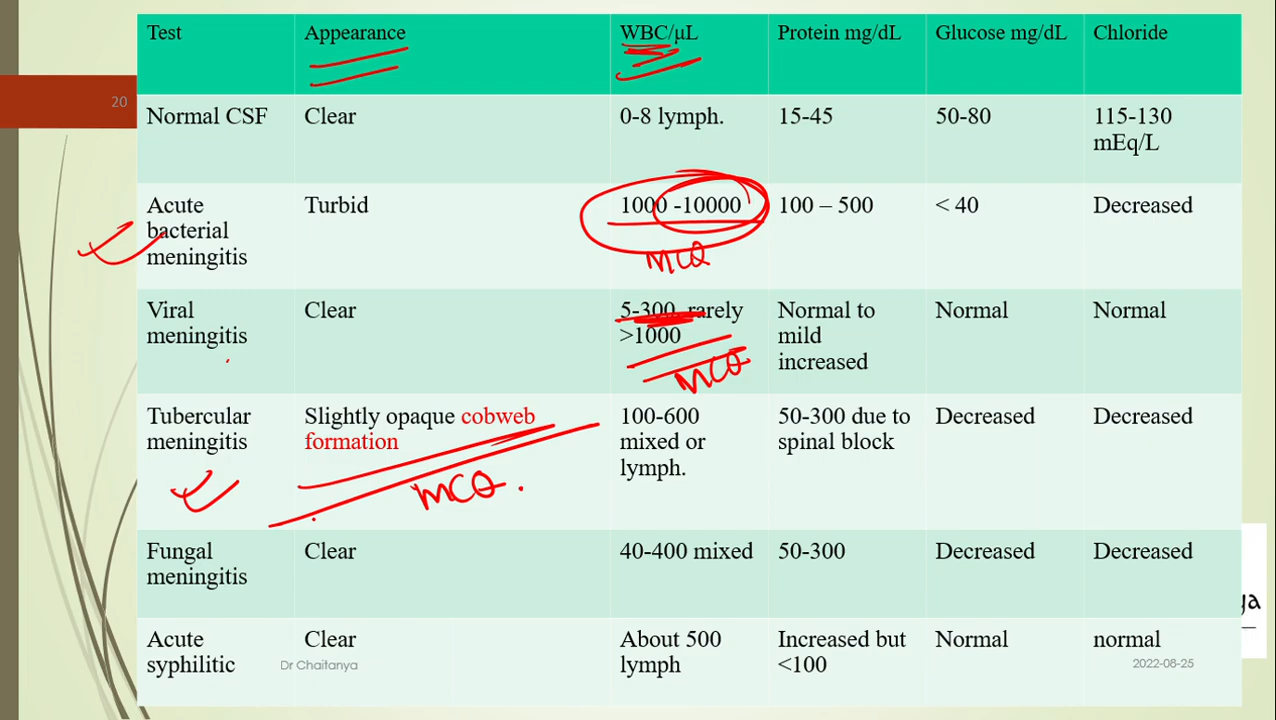 Test Appearance WBC/μL Protein mg/dL Glucose mg/dL Chloride
20
Normal CSF Clear 0-8 lymph. 15-45 50-80 115-130
mEq/L
Acute Turbid 1000 -10000 100 – 500 < 40 Decreased
bacterial
meningitis
MCQ
Viral Clear 5-300, rarely Normal to Normal Normal
meningitis >1000 mild
increased
MCQ
Tubercular Slightly opaque cobweb 100-600 50-300 due to Decreased Decreased
meningitis formation mixed or spinal block
lymph.
MCQ.
Fungal Clear 40-400 mixed 50-300 Decreased Decreased
meningitis
ya
Acute Clear About 500 Increased but Normal normal
syphilitic lymph <100
Dr Chaitanya 2022-08-25